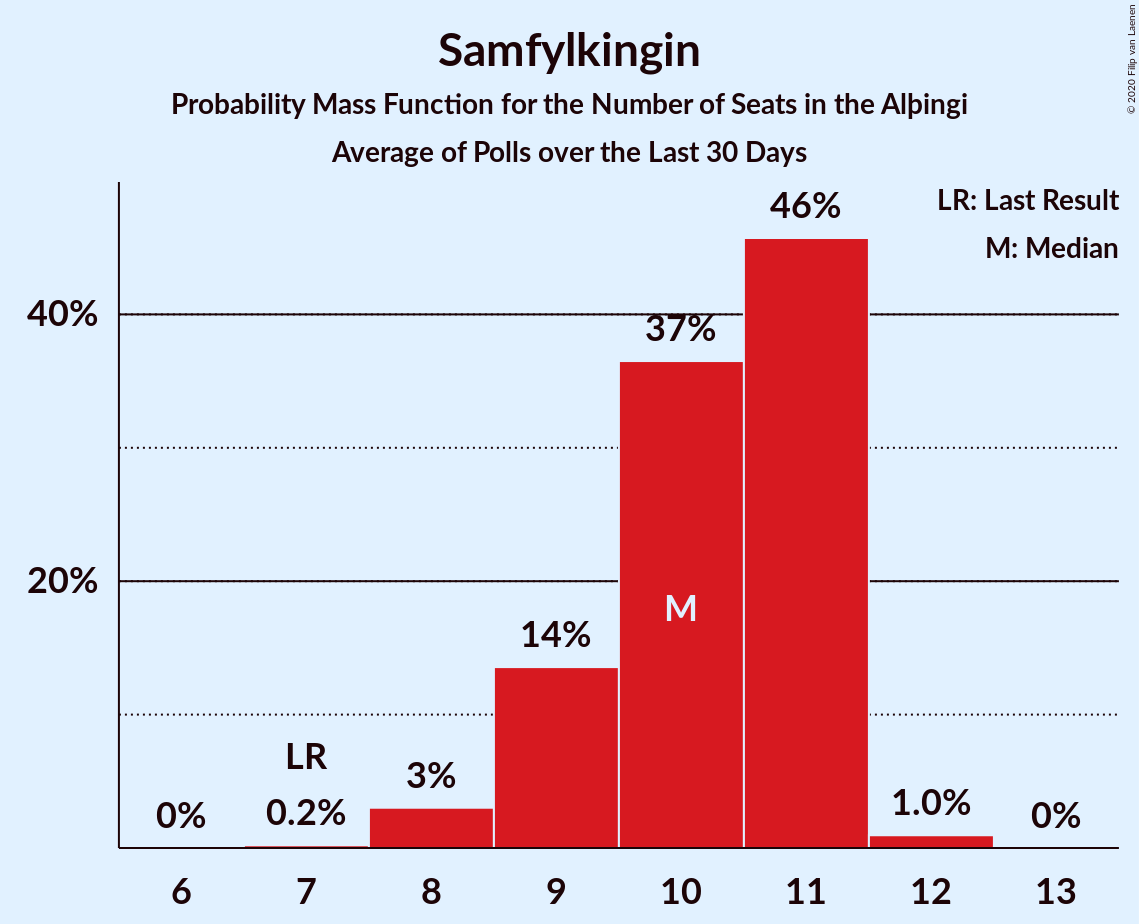 Samfylkingin
Probability Mass Function for the Number of Seats in the Alþingi
Average of Polls over the Last 30 Days
© 2020 Filip van Laenen
LR: Last Result
M: Median
46%
40%
37%
20%
M
14%
LR
3%
0%
0.2%
1.0%
0%
6
7
8
9
10
11
12
13